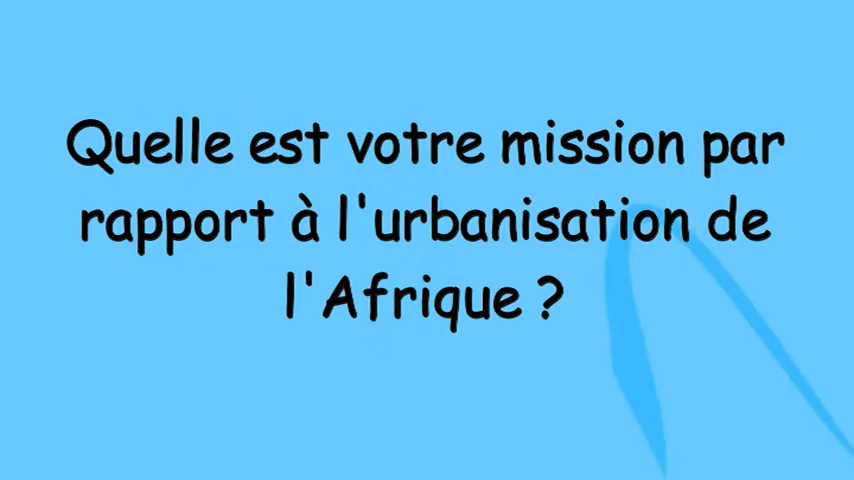 Quelle est votre mission par
rapport à l'urbanisation de
l'Afrique ?